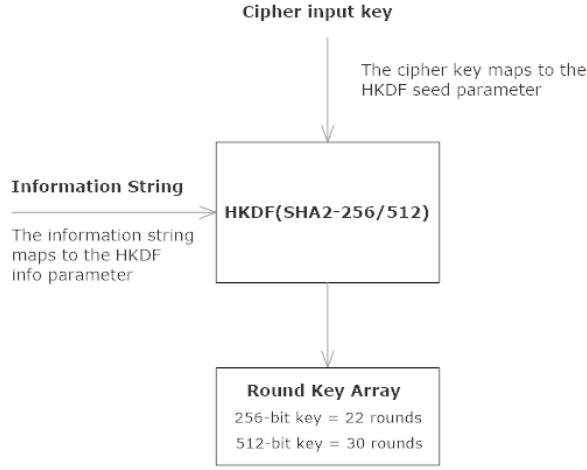 Cipher input key
The cipher key maps to the
HKDF seed parameter
Information String
The information string
maps to the HKDF
info parameter
HKDF(SHA2-256/512)
Round Key Array
256-bit key = 22 rounds
512-bit key = 30 rounds